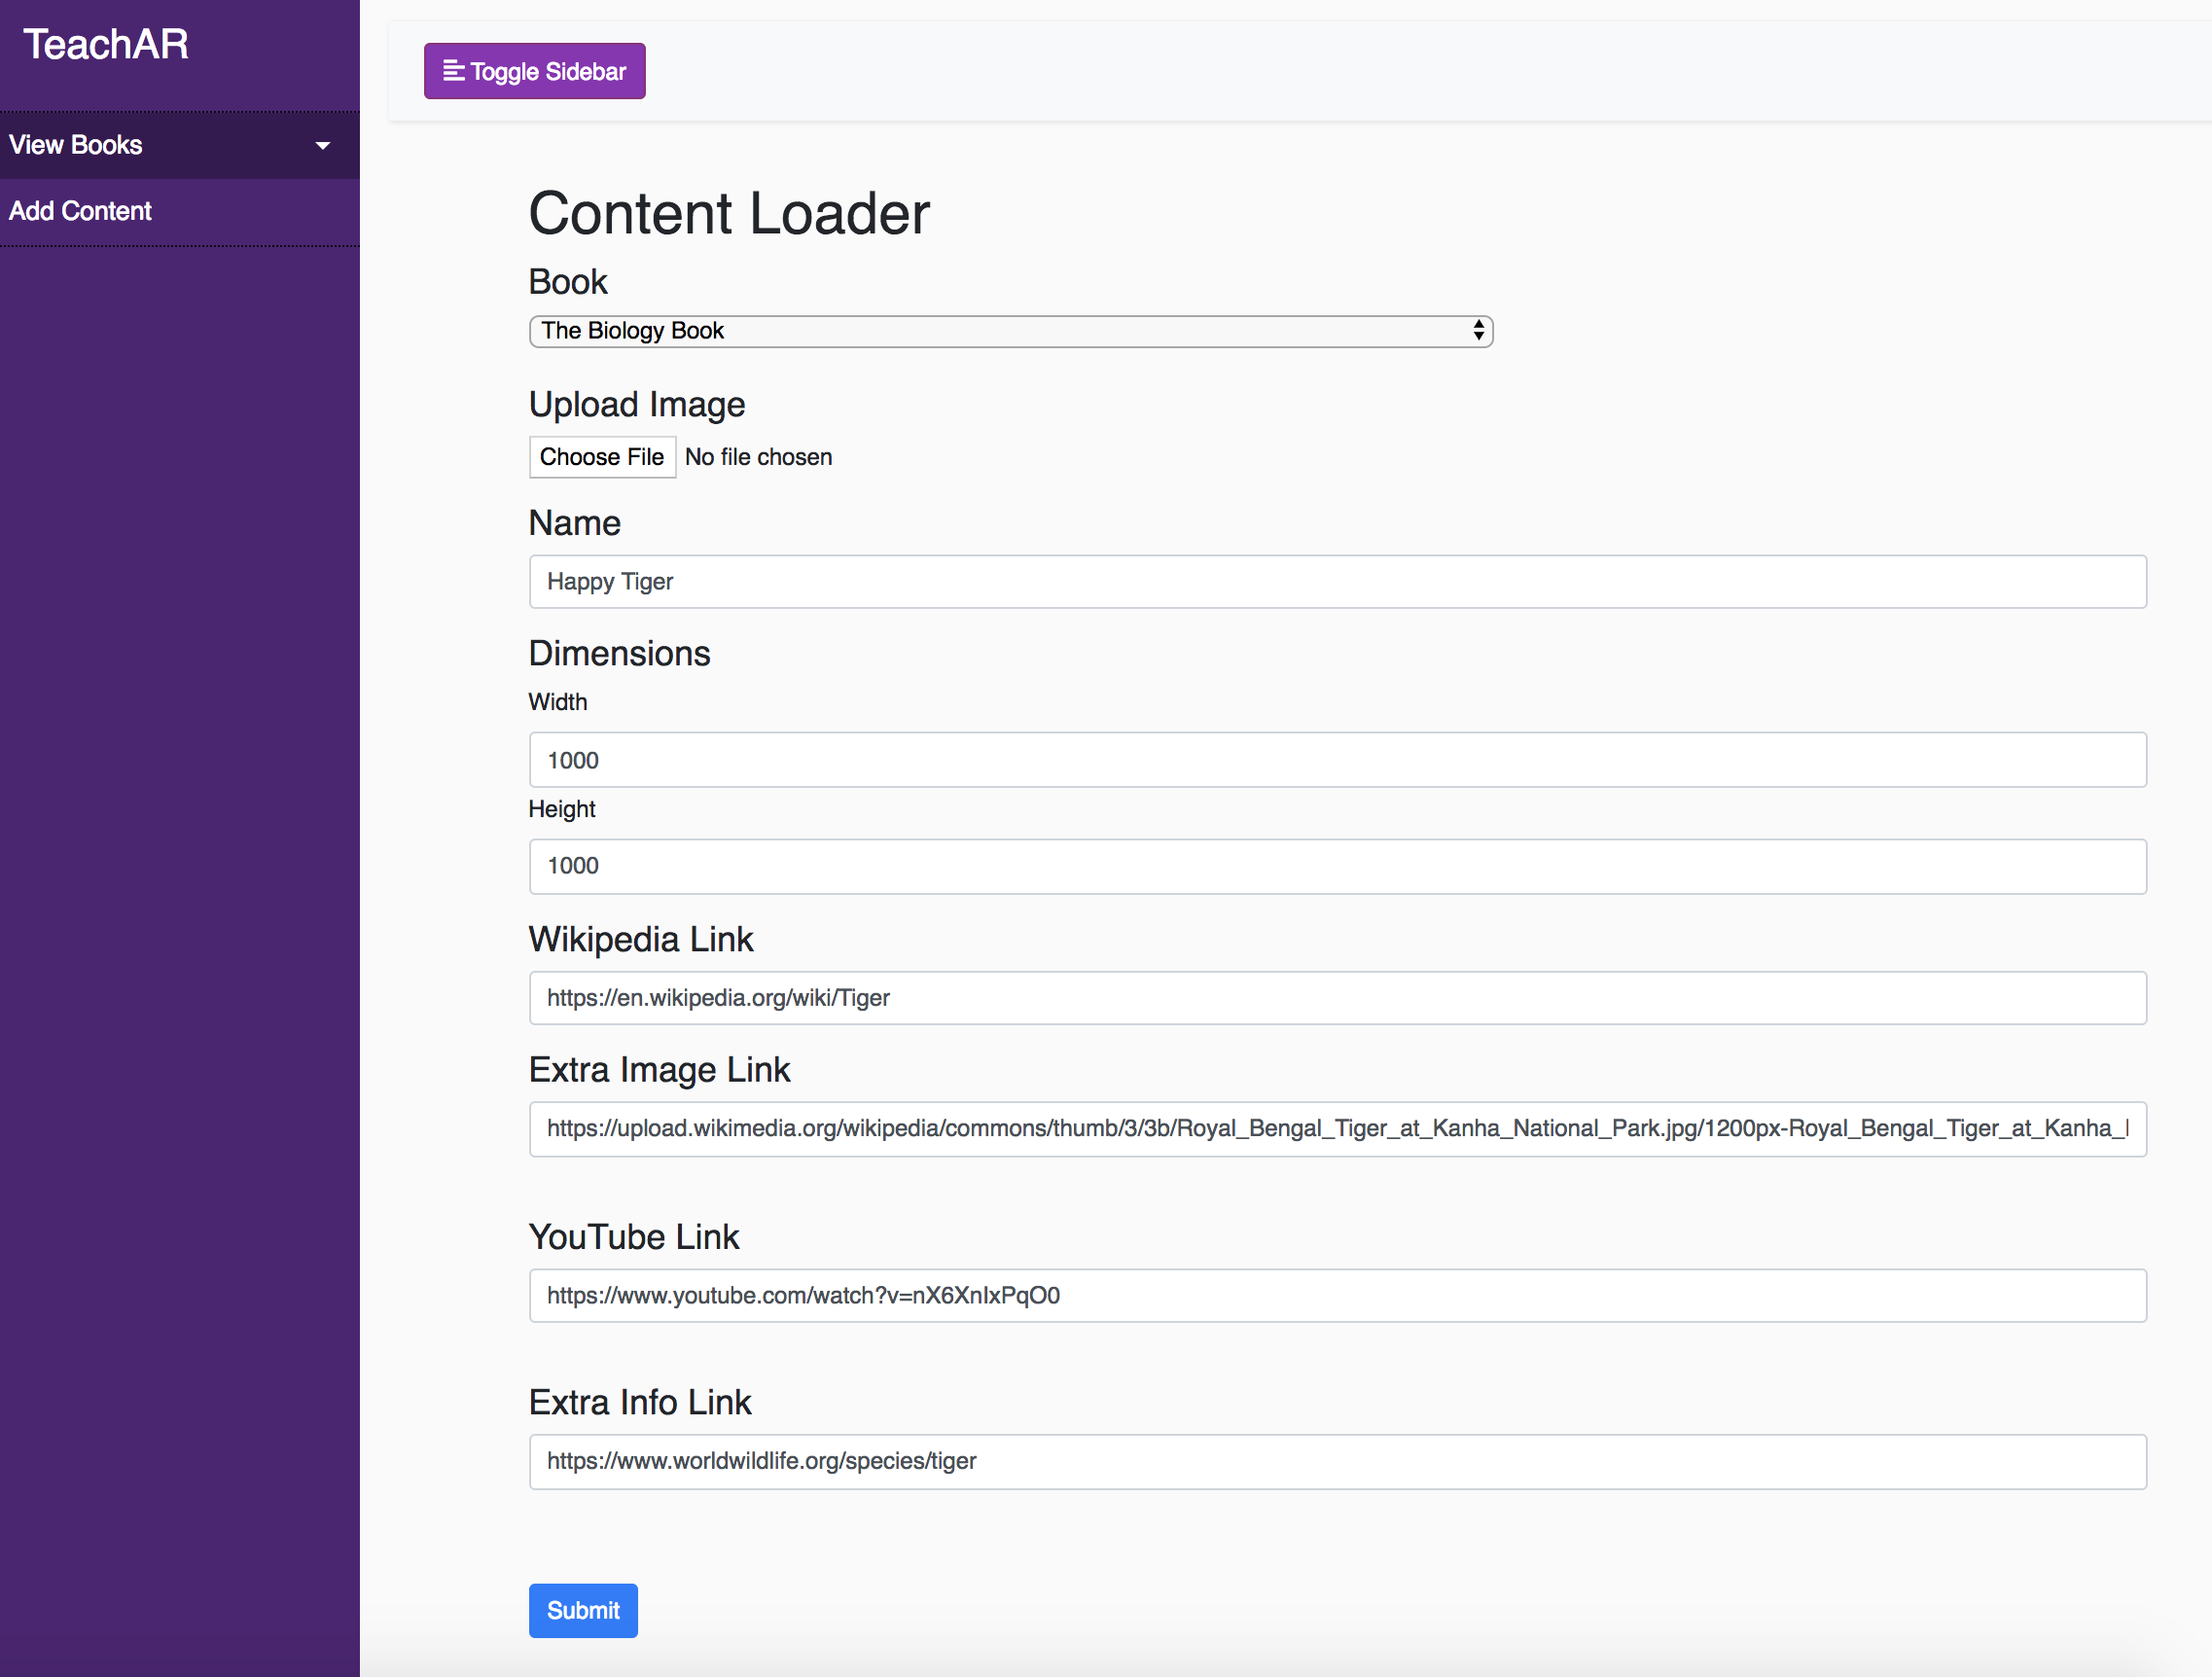 TeachAR
Toggle Sidebar
View Books
Add Content
Content Loader
Book
The Biology Book
Upload Image
Choose File No file chosen
Name
Happy Tiger
Dimensions
Width
1000
Height
1000
Wikipedia Link
https://en.wikipedia.org/wiki/Tiger
Extra Image Link
https://upload.wikimedia.org/wikipedia/commons/thumb/3/3b/Royal_Bengal_Tiger_at_Kanha_National_Park.jpg/1200px-Royal_Bengal_Tiger_at_Kanha_
YouTube Link
https://www.youtube.com/watch?v=nX6XnIxPqO0
Extra Info Link
https://www.worldwildlife.org/species/tiger
Submit